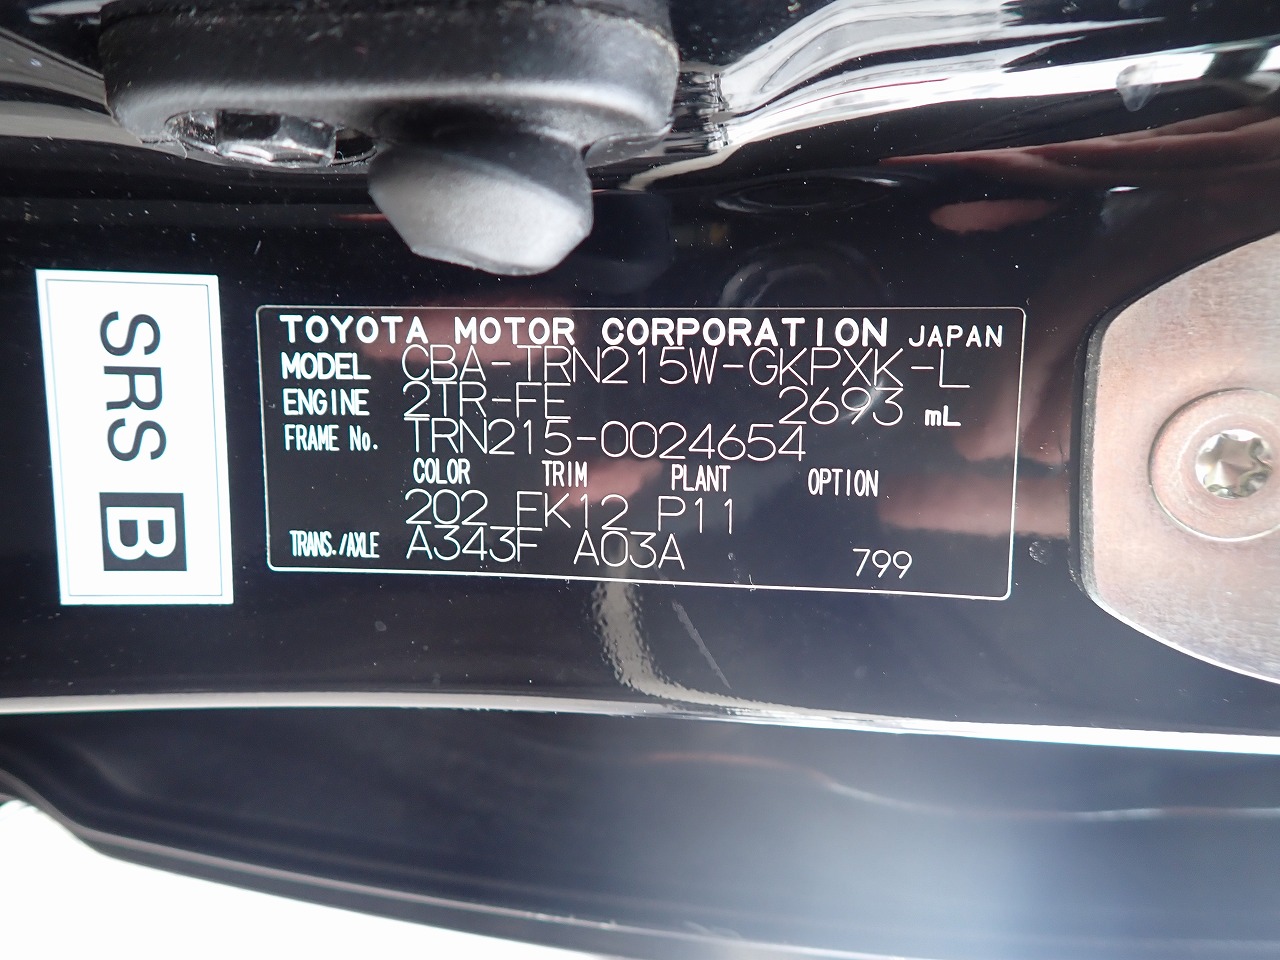 SRS B
TOYOTA MOTOR CORPORATION JAPAN
MODEL CBA-TRN215W-GKPXK-L
ENGINE 2TR-FE 2693 mL
FRAME No. TRN215-0024654
COLOR TRIM PLANT OPTION
202 FK12 P11
TRANS./AXLE A343F A03A 799